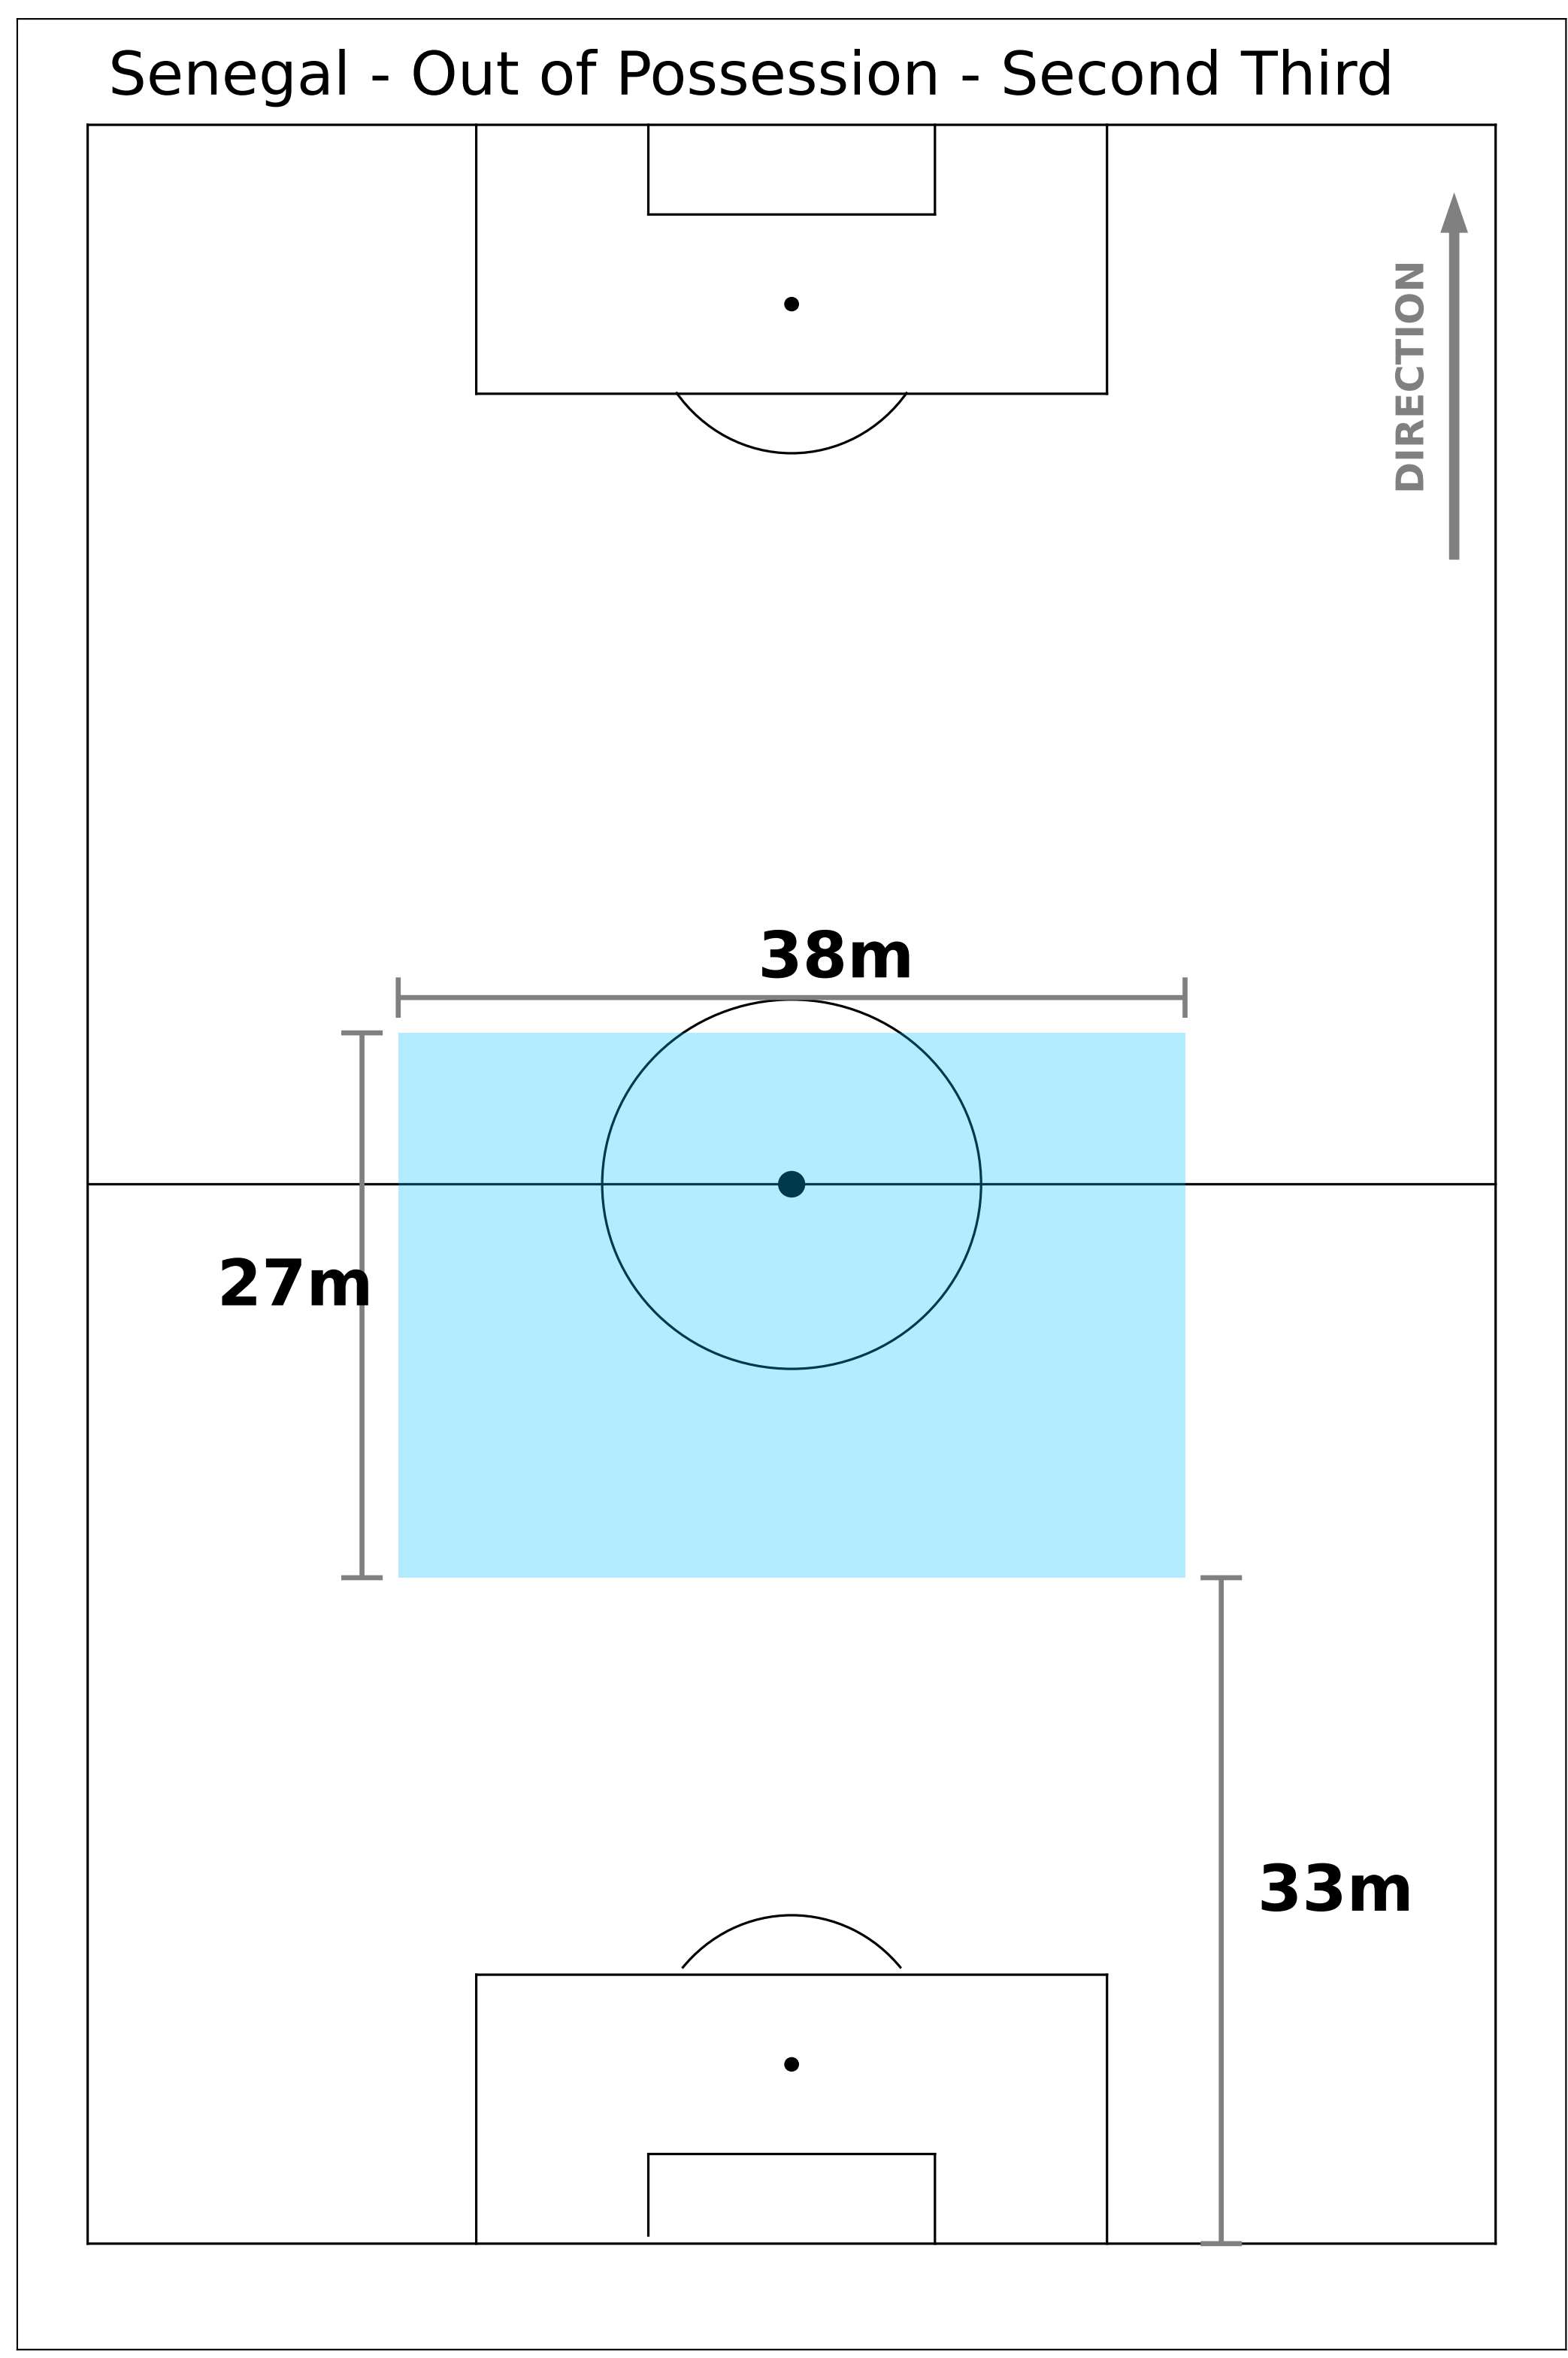 Senegal - Out of Possession - Second Third
DIRECTION
38m
27m
33m